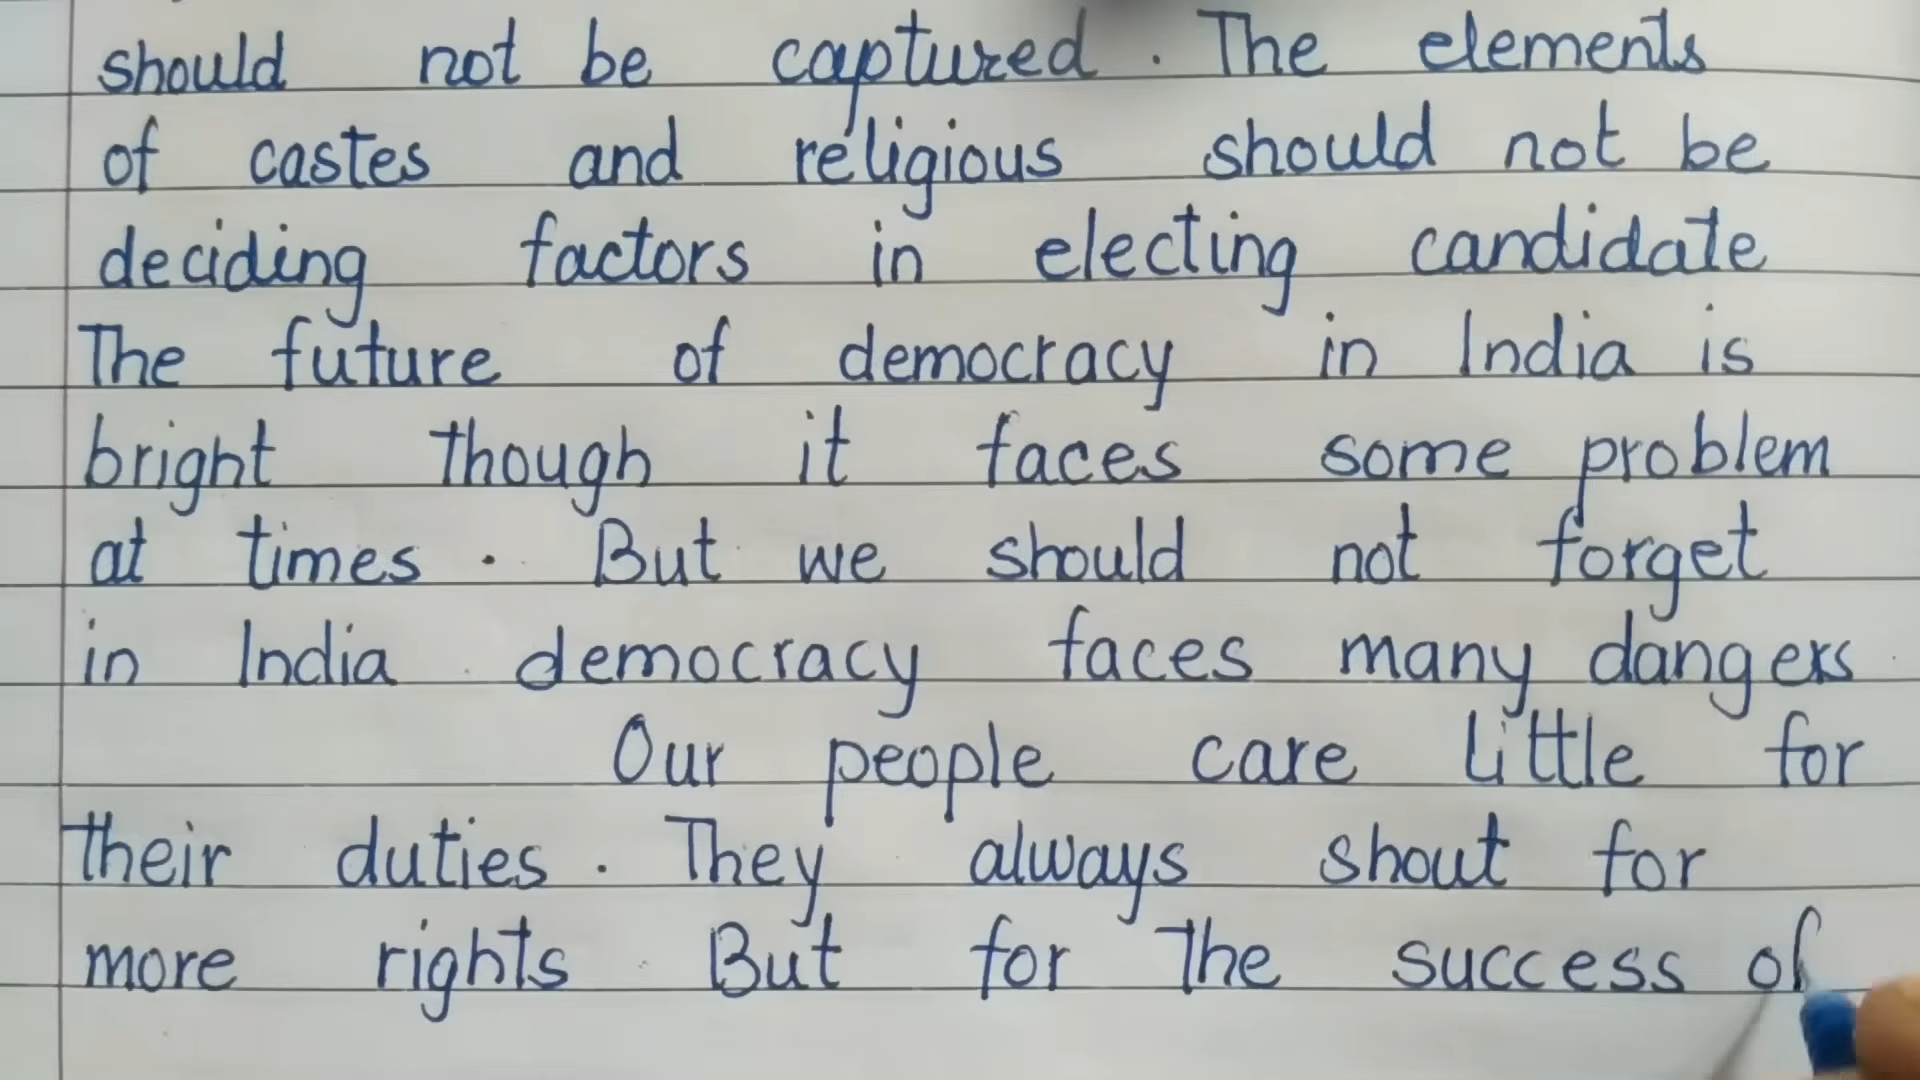 should not be captured . The elements
of castes and religious should not be
deciding factors in electing candidate
The future of democracy in India is
bright though it faces some problem
at times . But we should not forget
in India democracy faces many dangers
Our people care little for
their duties . They always shout for
more rights But for the success of